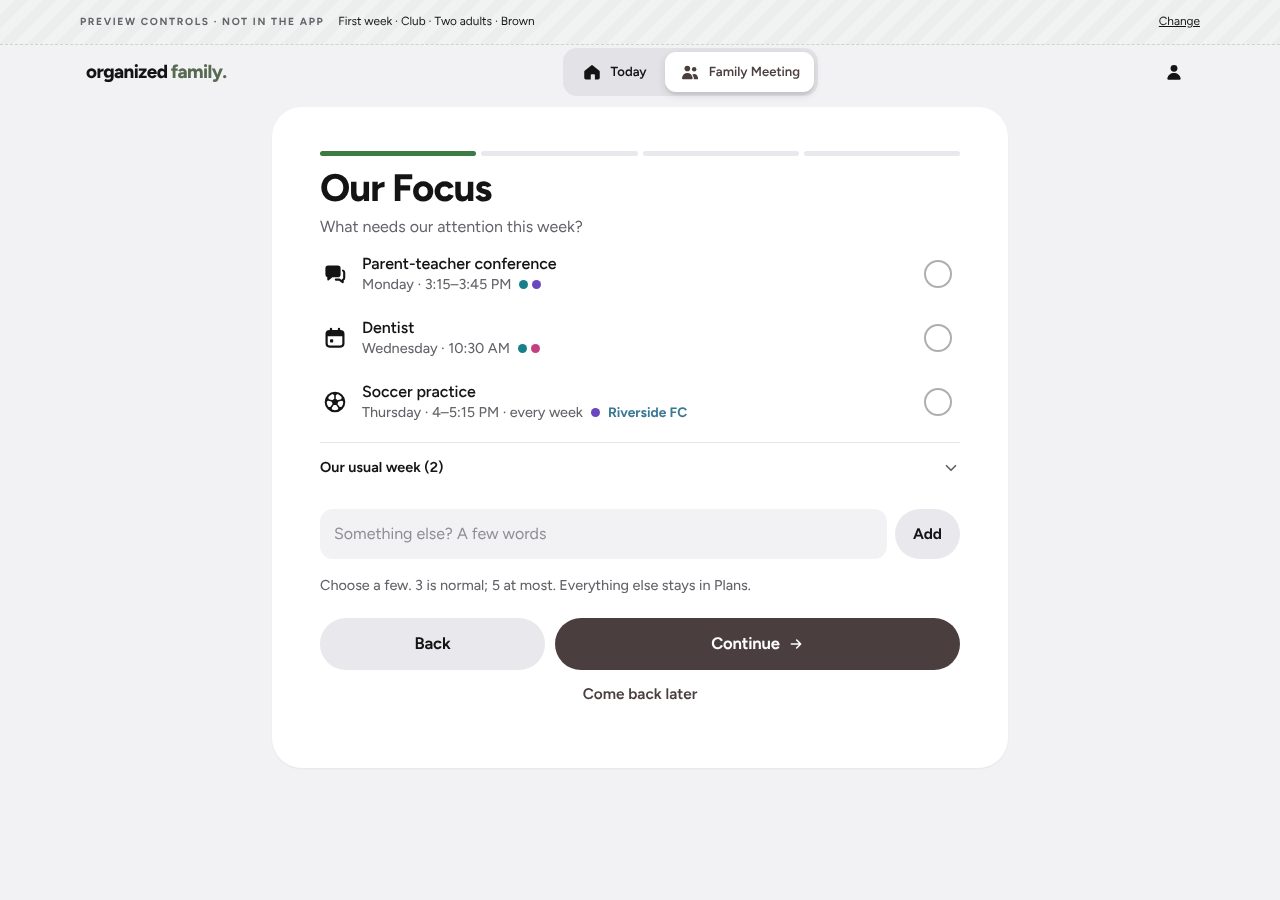 PREVIEW CONTROLS · NOT IN THE APP First week · Club · Two adults · Brown Change
organized family. Today Family Meeting
Our Focus
What needs our attention this week?
Parent-teacher conference
Monday · 3:15–3:45 PM
Dentist
Wednesday · 10:30 AM
Soccer practice
Thursday · 4–5:15 PM · every week Riverside FC
Our usual week (2)
Something else? A few words Add
Choose a few. 3 is normal; 5 at most. Everything else stays in Plans.
Back Continue →
Come back later